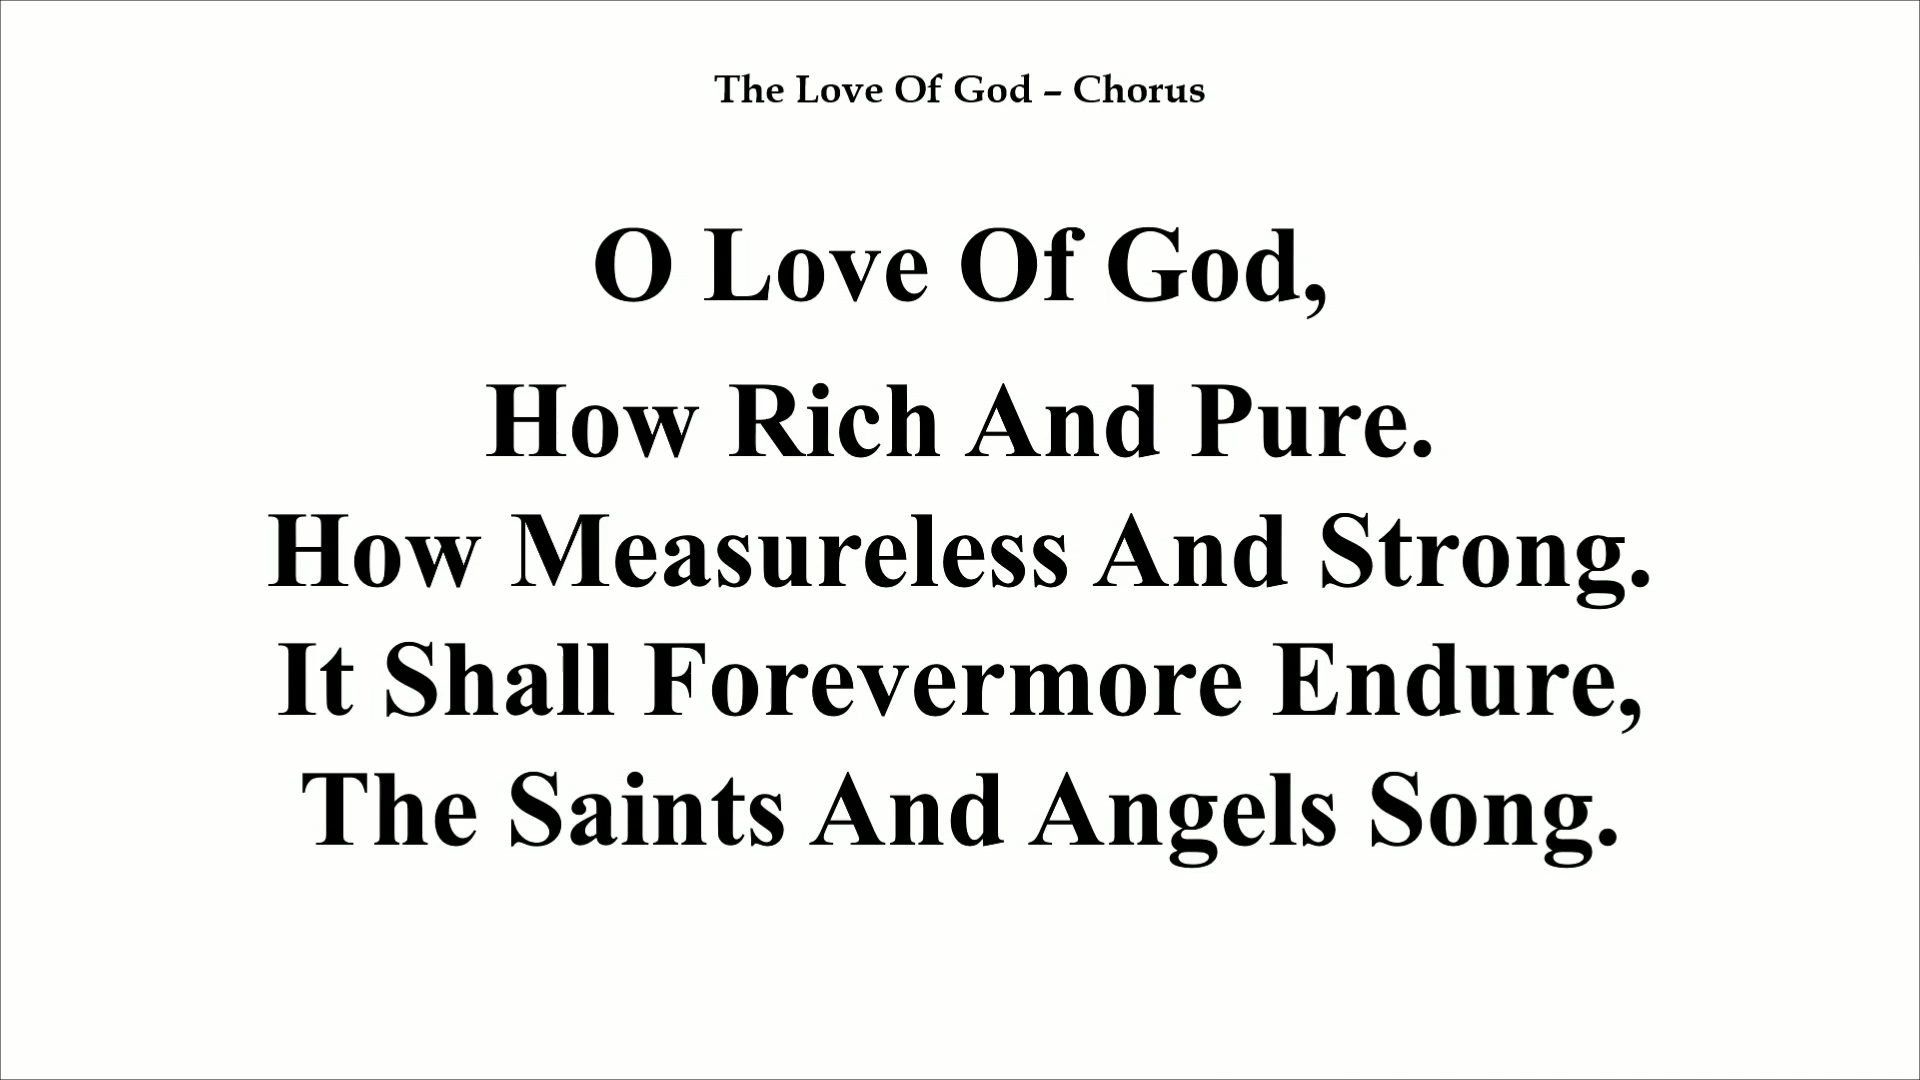 The Love Of God – Chorus
O Love Of God,
How Rich And Pure.
How Measureless And Strong.
It Shall Forevermore Endure,
The Saints And Angels Song.